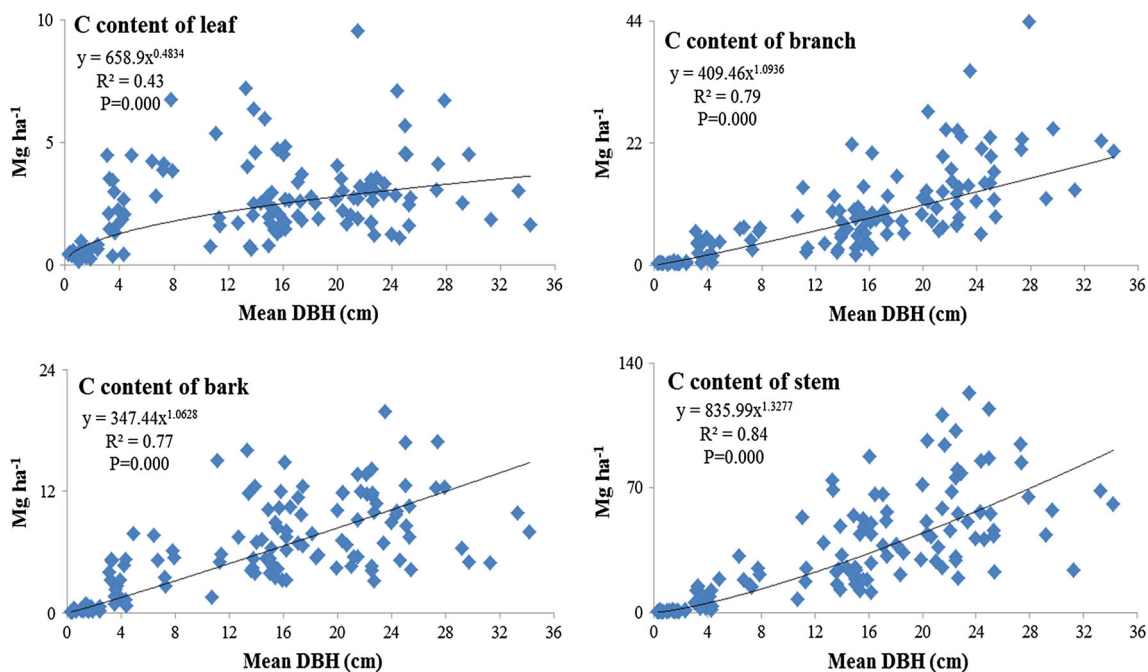 C content of leaf
y = 658.9x^0.4834
R² = 0.43
P=0.000
Mg ha⁻¹
10
5
0
0 4 8 12 16 20 24 28 32 36
Mean DBH (cm)
C content of branch
y = 409.46x^1.0936
R² = 0.79
P=0.000
Mg ha⁻¹
44
22
0
0 4 8 12 16 20 24 28 32 36
Mean DBH (cm)
C content of bark
y = 347.44x^1.0628
R² = 0.77
P=0.000
Mg ha⁻¹
24
12
0
0 4 8 12 16 20 24 28 32 36
Mean DBH (cm)
C content of stem
y = 835.99x^1.3277
R² = 0.84
P=0.000
Mg ha⁻¹
140
70
0
0 4 8 12 16 20 24 28 32 36
Mean DBH (cm)